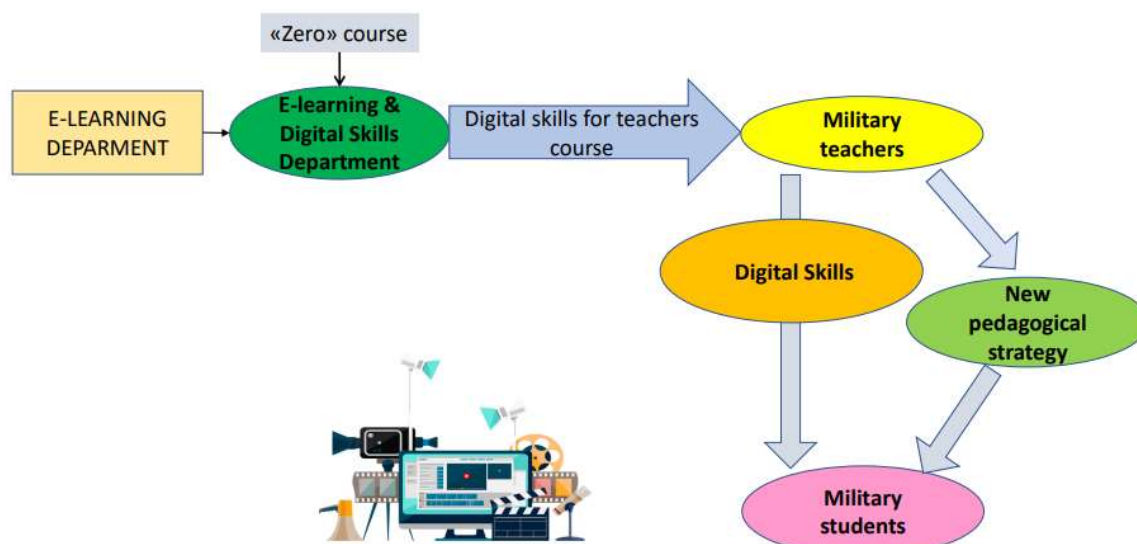 «Zero» course
E-LEARNING
DEPARMENT
E-learning &
Digital Skills
Department
Digital skills for teachers
course
Military
teachers
Digital Skills
New
pedagogical
strategy
Military
students